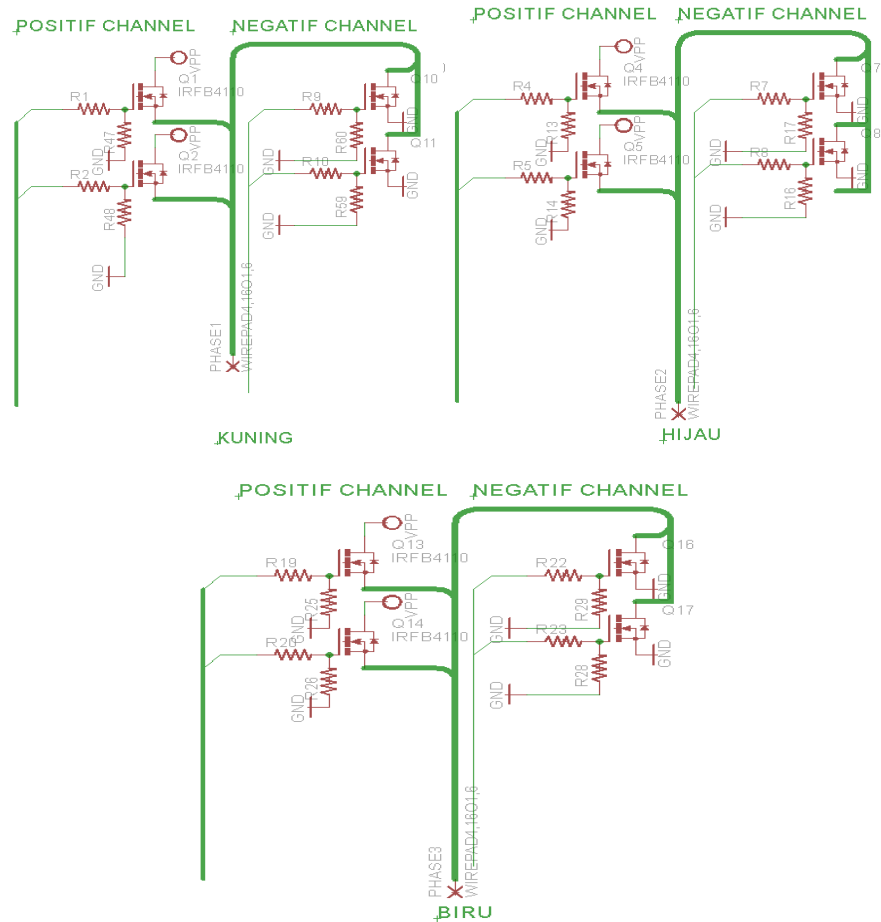 POSITIF CHANNEL
NEGATIF CHANNEL
VPP
Q1
IRFB4110
R1
R47
GND
VPP
Q2
IRFB4110
R2
R48
GND
Q10
R9
R60
GND
GND
Q11
R10
R59
GND
GND
PHASE1
WIREPAD4,16O1,6
KUNING
POSITIF CHANNEL
NEGATIF CHANNEL
VPP
Q4
IRFB4110
R4
R13
GND
VPP
Q5
IRFB4110
R5
R14
GND
Q7
R7
R17
GND
GND
Q8
R8
R16
GND
GND
PHASE2
WIREPAD4,16O1,6
HIJAU
POSITIF CHANNEL
NEGATIF CHANNEL
VPP
Q13
IRFB4110
R19
R25
GND
VPP
Q14
IRFB4110
R20
R26
GND
Q16
R22
R29
GND
GND
Q17
R23
R28
GND
GND
PHASE3
WIREPAD4,16O1,6
BIRU